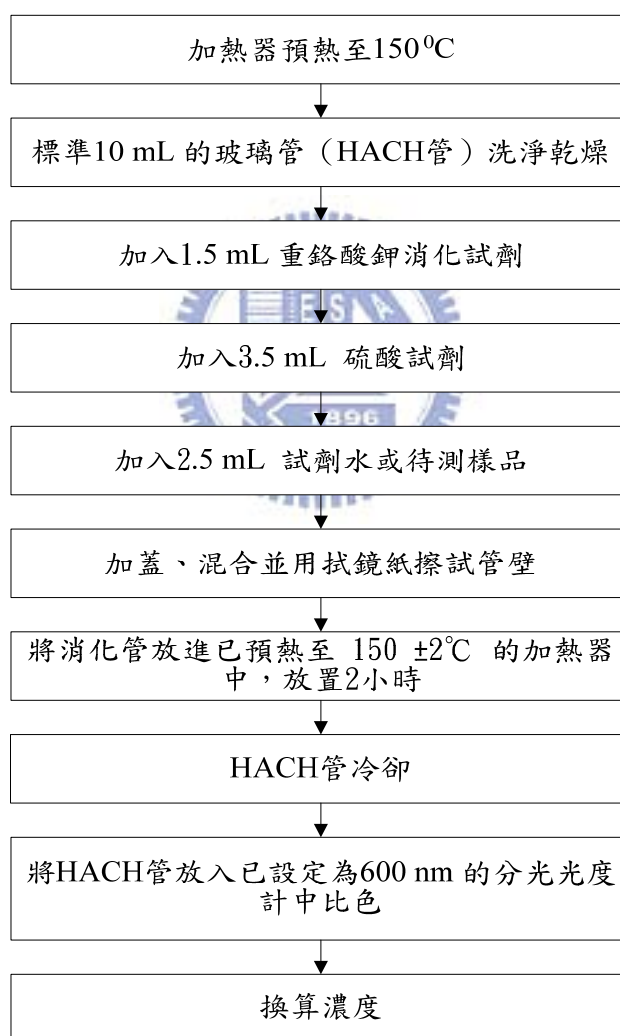 加熱器預熱至150⁰C
標準10 mL 的玻璃管（HACH管）洗淨乾燥
加入1.5 mL 重鉻酸鉀消化試劑
ES A
加入3.5 mL 硫酸試劑
1896
加入2.5 mL 試劑水或待測樣品
加蓋、混合並用拭鏡紙擦試管壁
將消化管放進已預熱至 150 ±2℃ 的加熱器
中，放置2小時
HACH管冷卻
將HACH管放入已設定為600 nm 的分光光度
計中比色
換算濃度